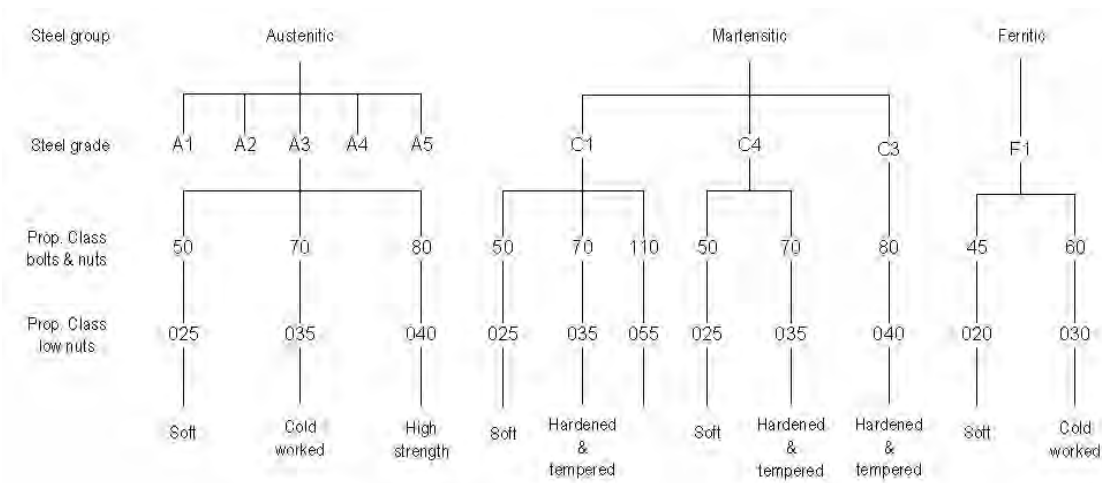 Steel group Austenitic Martensitic Ferritic
Steel grade A1 A2 A3 A4 A5 C1 C4 C3 F1
Prop. Class
bolts & nuts
50 70 80 50 70 110 50 70 80 45 60
Prop. Class
low nuts
025 035 040 025 035 055 025 035 040 020 030
Soft Cold High Soft Hardened Soft Hardened Hardened Soft Cold
worked strength & & & worked
tempered tempered tempered